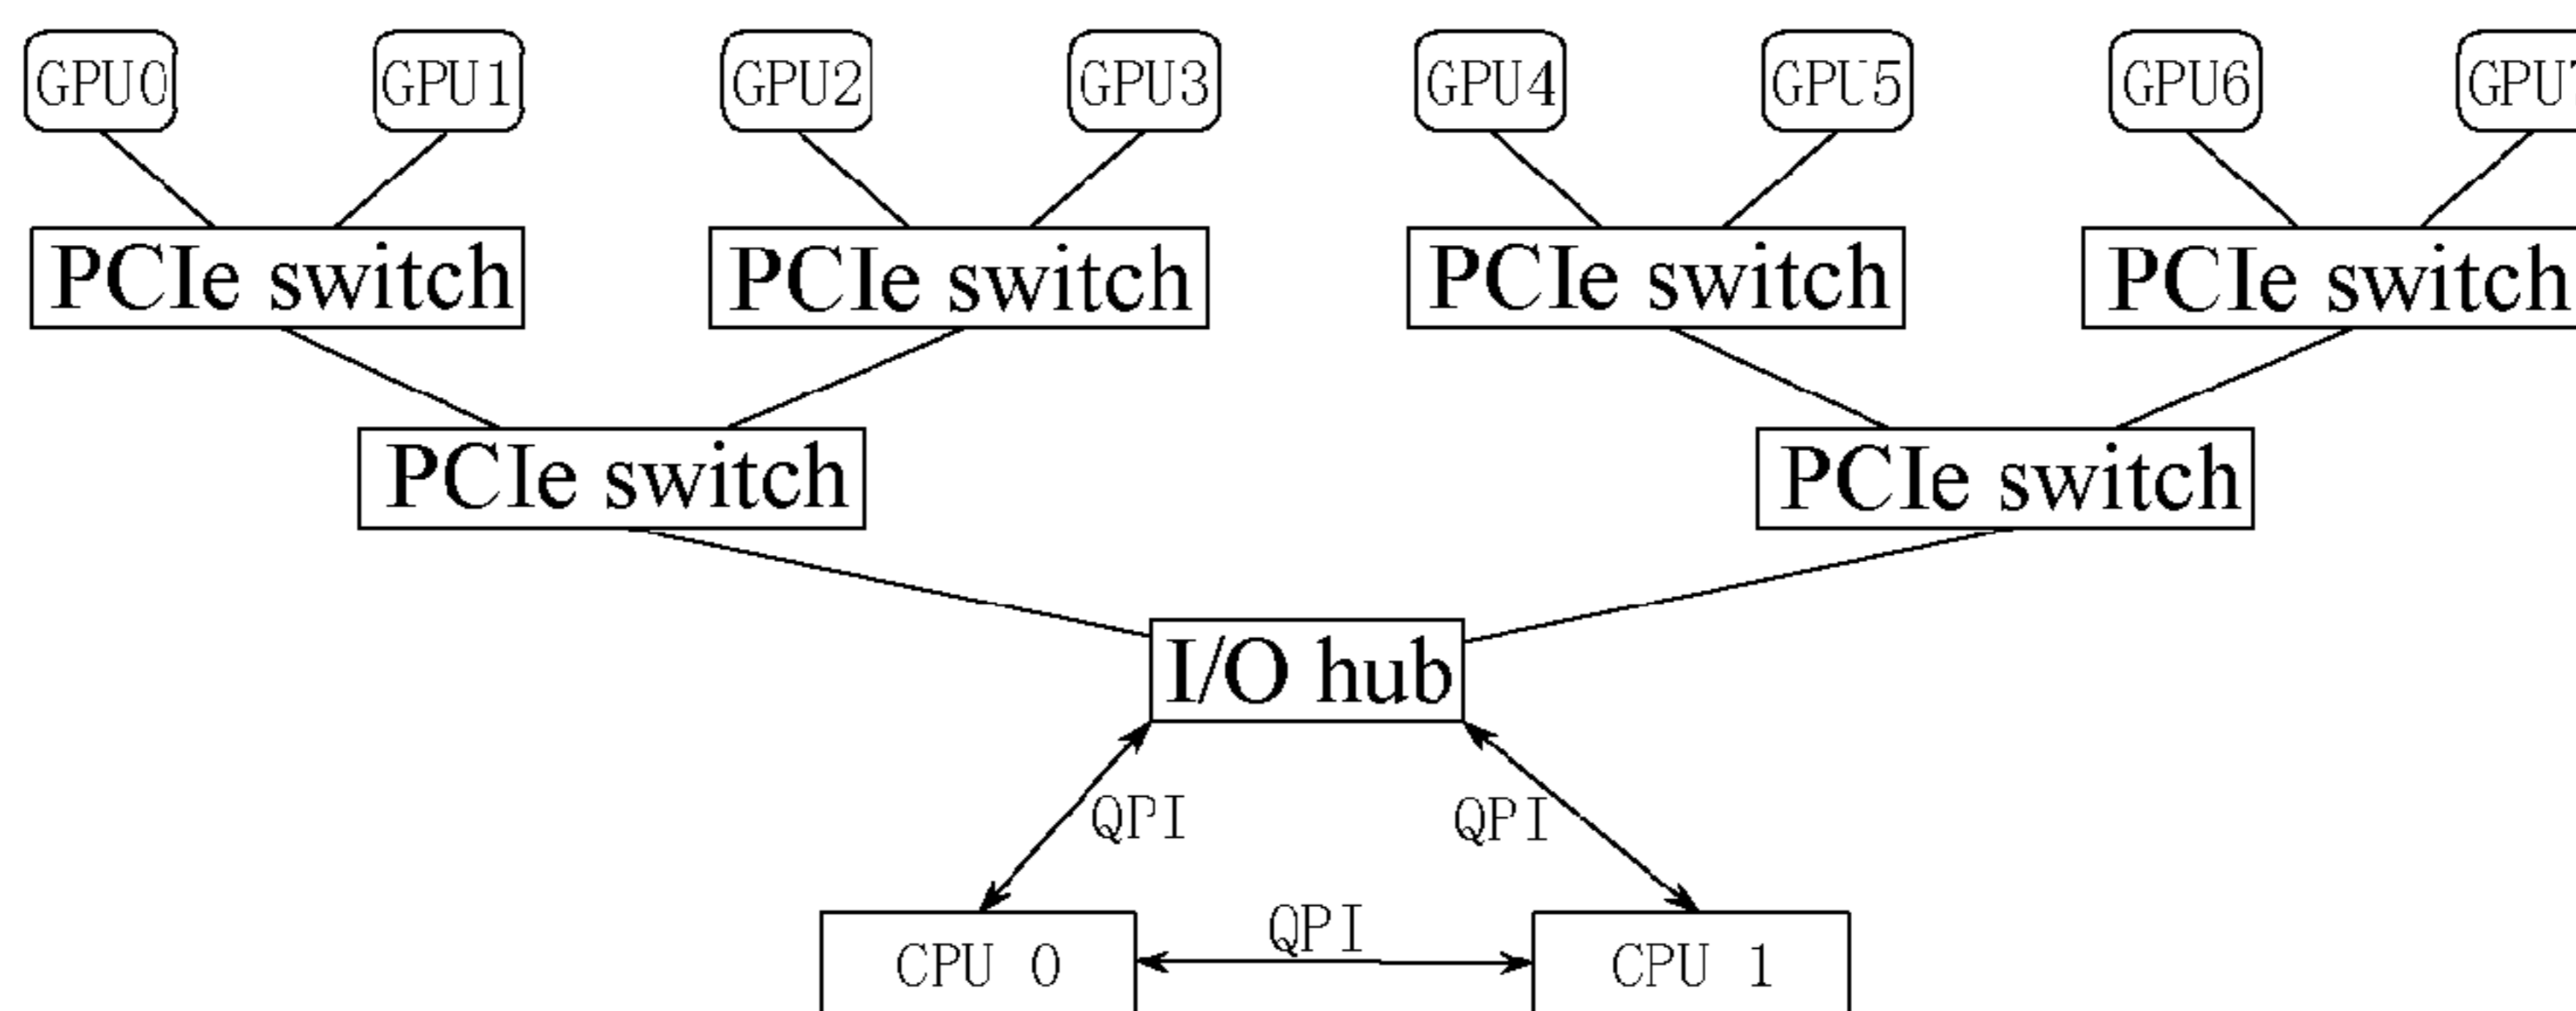 GPU0 GPU1 GPU2 GPU3 GPU4 GPU5 GPU6 GPU7
PCIe switch PCIe switch PCIe switch PCIe switch
PCIe switch PCIe switch
I/O hub
QPI QPI
QPI
CPU 0 CPU 1